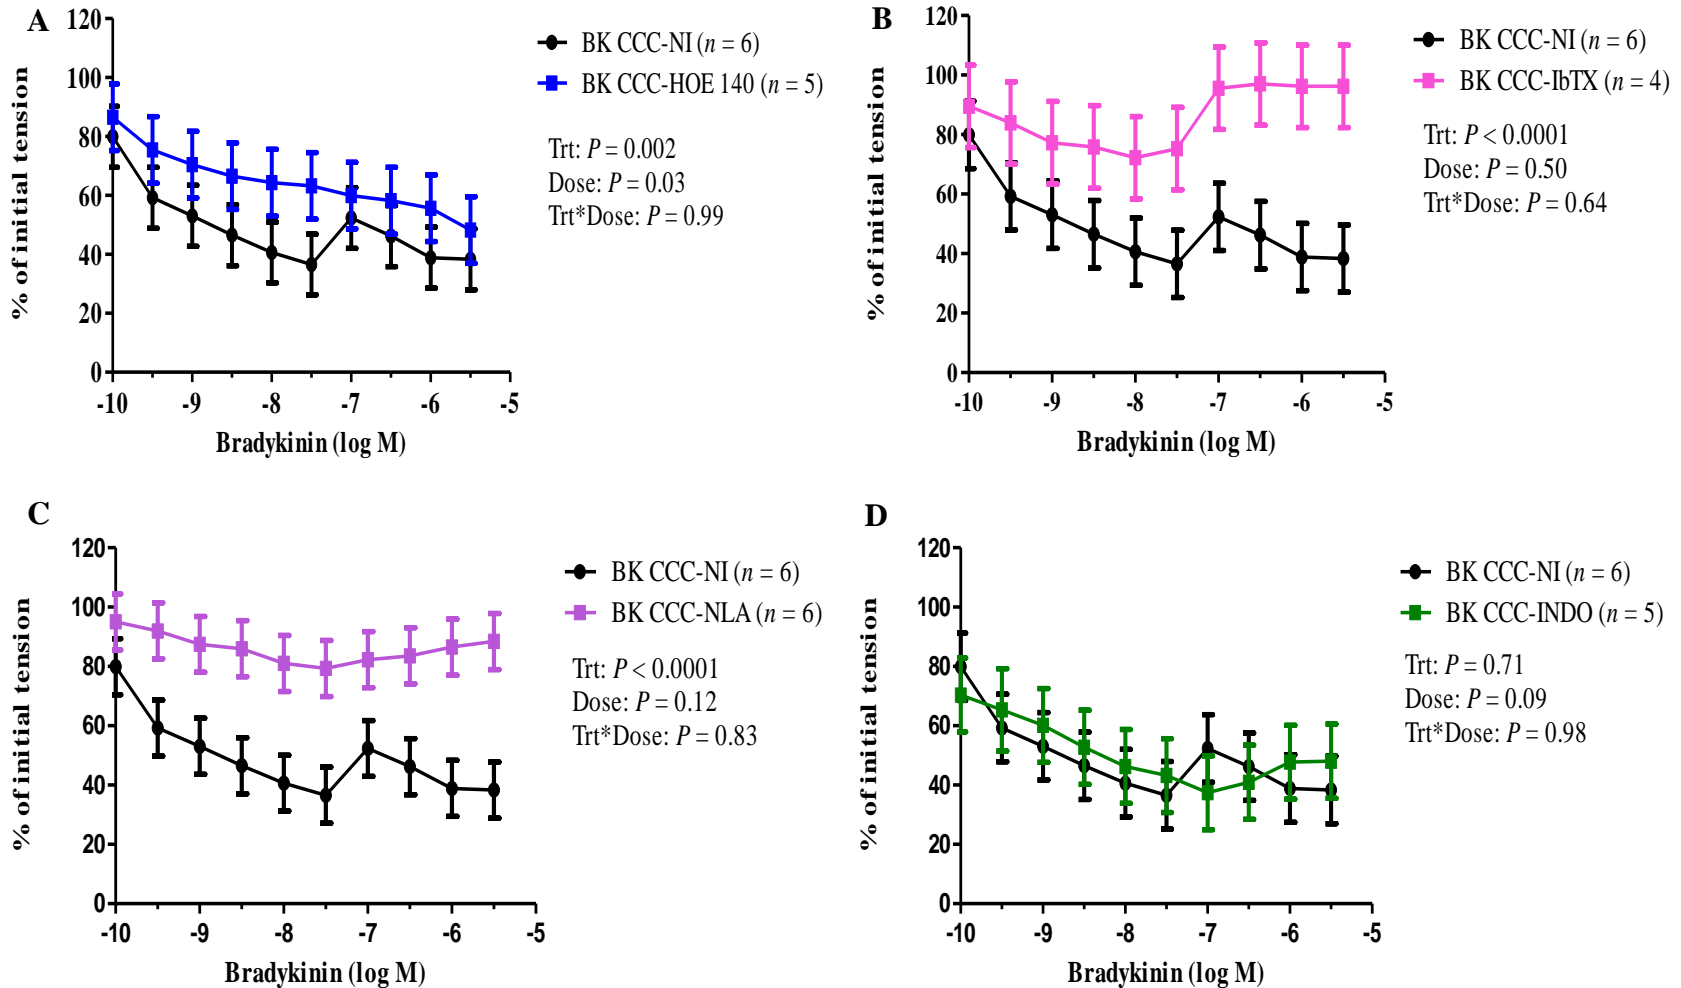 A
% of initial tension
120
100
80
60
40
20
0
-10 -9 -8 -7 -6 -5
Bradykinin (log M)
BK CCC-NI (n = 6)
BK CCC-HOE 140 (n = 5)
Trt: P = 0.002
Dose: P = 0.03
Trt*Dose: P = 0.99
B
% of initial tension
120
100
80
60
40
20
0
-10 -9 -8 -7 -6 -5
Bradykinin (log M)
BK CCC-NI (n = 6)
BK CCC-IbTX (n = 4)
Trt: P < 0.0001
Dose: P = 0.50
Trt*Dose: P = 0.64
C
% of initial tension
120
100
80
60
40
20
0
-10 -9 -8 -7 -6 -5
Bradykinin (log M)
BK CCC-NI (n = 6)
BK CCC-NLA (n = 6)
Trt: P < 0.0001
Dose: P = 0.12
Trt*Dose: P = 0.83
D
% of initial tension
120
100
80
60
40
20
0
-10 -9 -8 -7 -6 -5
Bradykinin (log M)
BK CCC-NI (n = 6)
BK CCC-INDO (n = 5)
Trt: P = 0.71
Dose: P = 0.09
Trt*Dose: P = 0.98